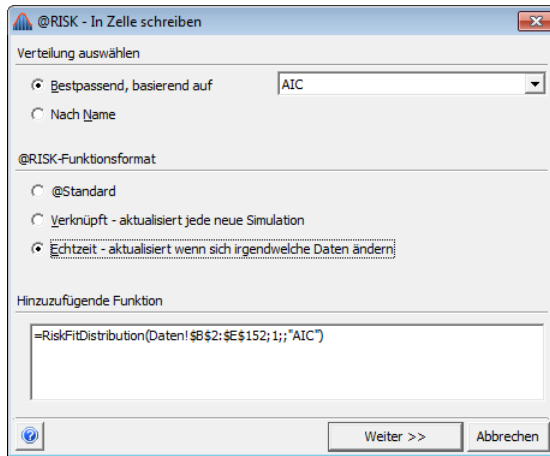 @RISK - In Zelle schreiben
Verteilung auswählen
Bestpassend, basierend auf
AIC
Nach Name
@RISK-Funktionsformat
@Standard
Verknüpft - aktualisiert jede neue Simulation
Echtzeit - aktualisiert wenn sich irgendwelche Daten ändern
Hinzuzufügende Funktion
=RiskFitDistribution(Daten!$B$2:$E$152;1;;"AIC")
Weiter >>
Abbrechen